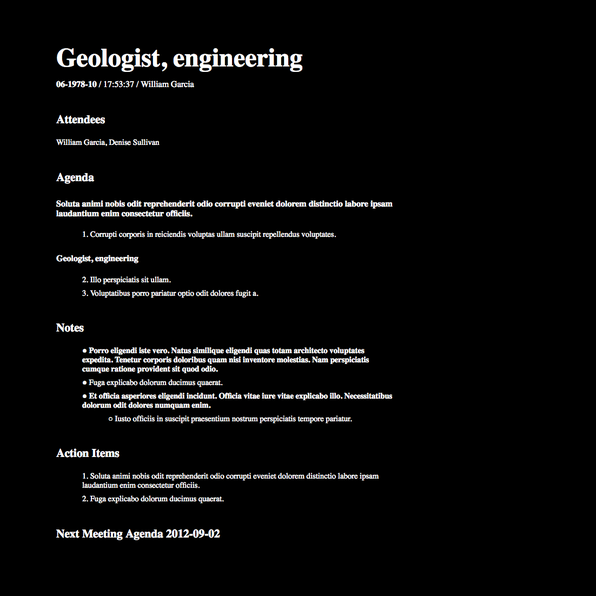 Geologist, engineering
06-1978-10 / 17:53:37 / William Garcia
Attendees
William Garcia, Denise Sullivan
Agenda
Soluta animi nobis odit reprehenderit odio corrupti eveniet dolorem distinctio labore ipsam
laudantium enim consectetur officiis.
1. Corrupti corporis in reiciendis voluptas ullam suscipit repellendus voluptates.
Geologist, engineering
2. Illo perspiciatis sit ullam.
3. Voluptatibus porro pariatur optio odit dolores fugit a.
Notes
● Porro eligendi iste vero. Natus similique eligendi quas totam architecto voluptates
expedita. Tenetur corporis doloribus quam nisi inventore molestias. Nam perspiciatis
cumque ratione provident sit quod odio.
● Fuga explicabo dolorum ducimus quaerat.
● Et officia asperiores eligendi incidunt. Officia vitae iure vitae explicabo illo. Necessitatibus
dolorum odit dolores numquam enim.
○ Iusto officiis in suscipit praesentium nostrum perspiciatis tempore pariatur.
Action Items
1. Soluta animi nobis odit reprehenderit odio corrupti eveniet dolorem distinctio labore ipsam
laudantium enim consectetur officiis.
2. Fuga explicabo dolorum ducimus quaerat.
Next Meeting Agenda 2012-09-02